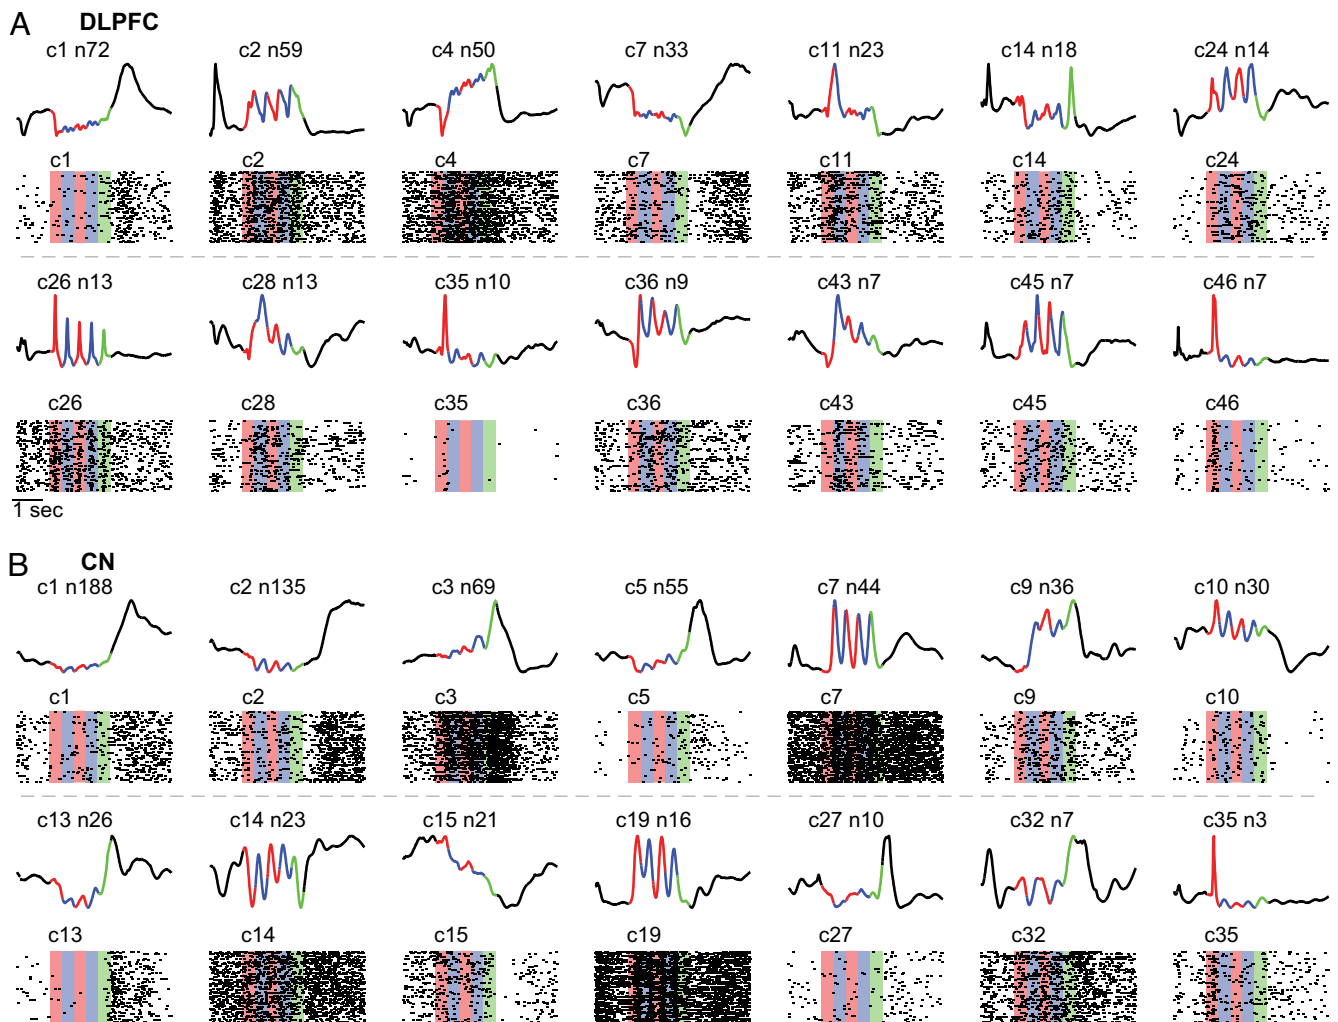 A DLPFC
c1 n72 c2 n59 c4 n50 c7 n33 c11 n23 c14 n18 c24 n14
c1 c2 c4 c7 c11 c14 c24
c26 n13 c28 n13 c35 n10 c36 n9 c43 n7 c45 n7 c46 n7
c26 c28 c35 c36 c43 c45 c46
1 sec
B CN
c1 n188 c2 n135 c3 n69 c5 n55 c7 n44 c9 n36 c10 n30
c1 c2 c3 c5 c7 c9 c10
c13 n26 c14 n23 c15 n21 c19 n16 c27 n10 c32 n7 c35 n3
c13 c14 c15 c19 c27 c32 c35